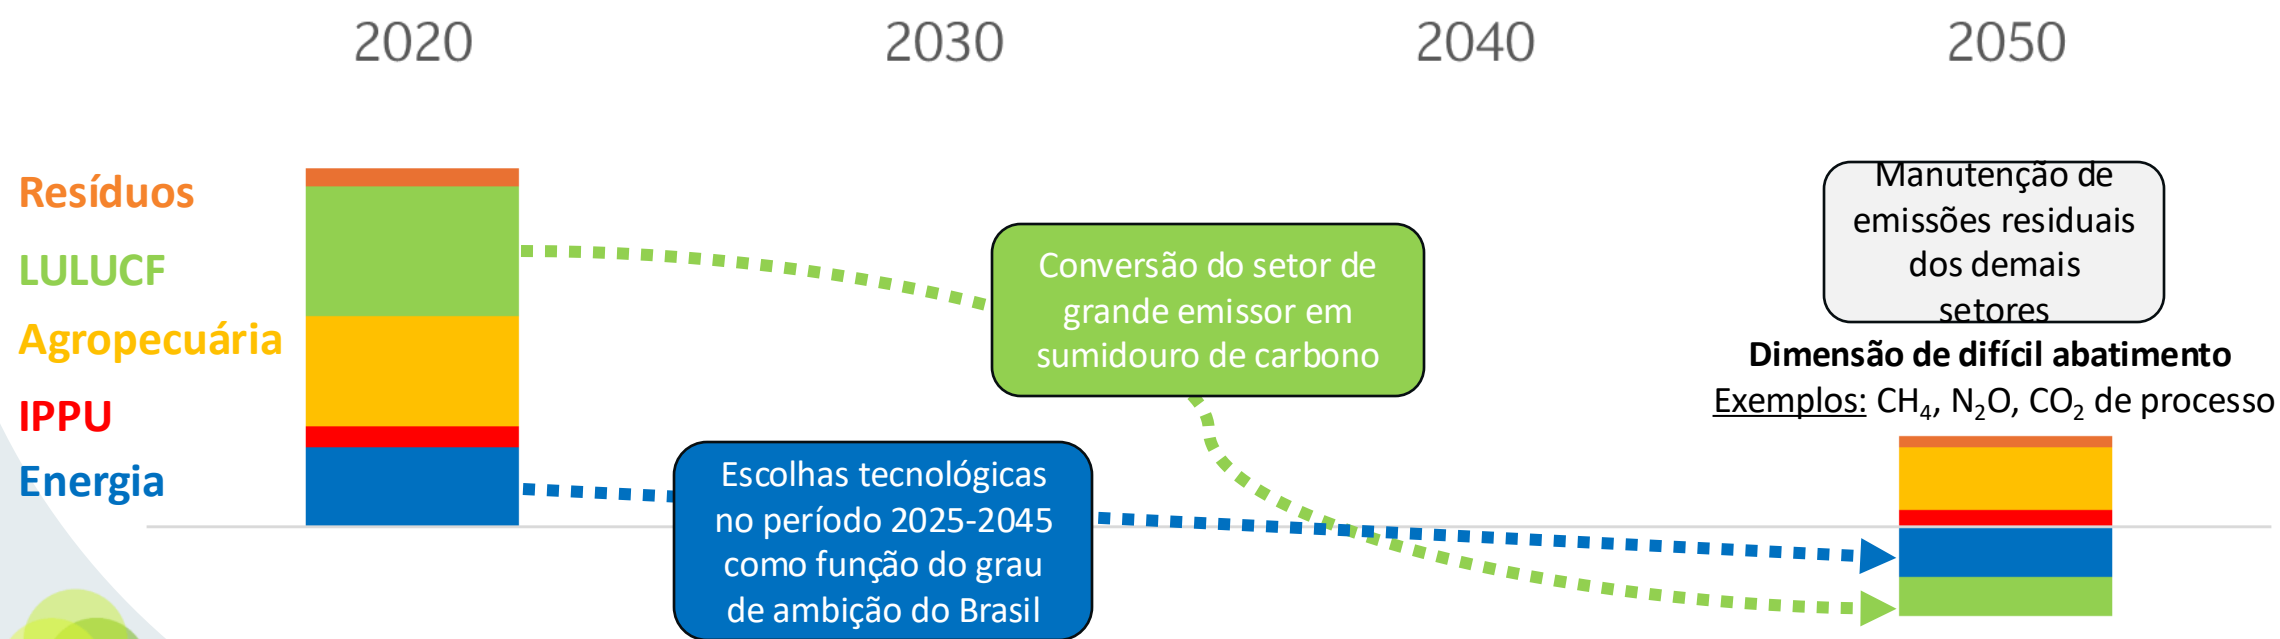 2020 2030 2040 2050
Resíduos
LULUCF
Agropecuária
IPPU
Energia
Conversão do setor de
grande emissor em
sumidouro de carbono
Escolhas tecnológicas
no período 2025-2045
como função do grau
de ambição do Brasil
Manutenção de
emissões residuais
dos demais
setores
Dimensão de difícil abatimento
Exemplos: CH₄, N₂O, CO₂ de processo